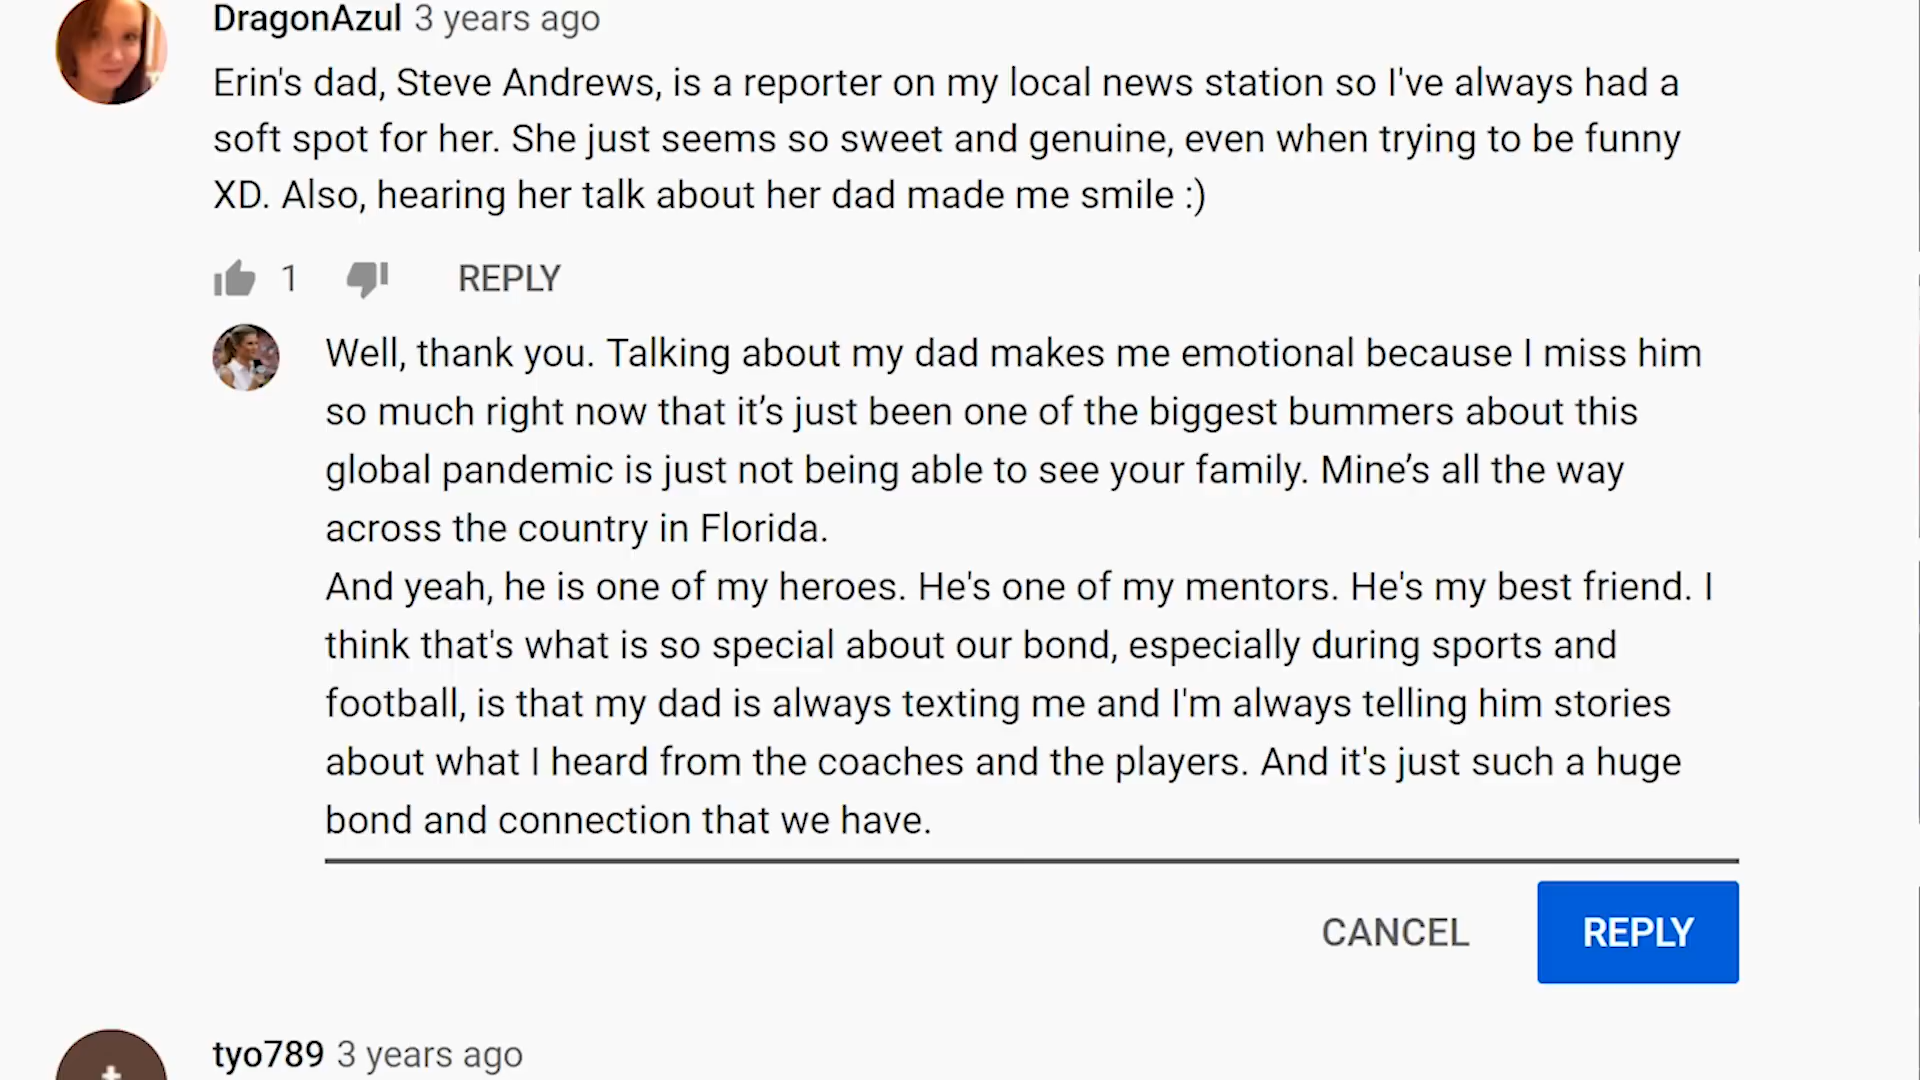 DragonAzul 3 years ago
Erin's dad, Steve Andrews, is a reporter on my local news station so I've always had a
soft spot for her. She just seems so sweet and genuine, even when trying to be funny
XD. Also, hearing her talk about her dad made me smile :)
1 REPLY
Well, thank you. Talking about my dad makes me emotional because I miss him
so much right now that it’s just been one of the biggest bummers about this
global pandemic is just not being able to see your family. Mine’s all the way
across the country in Florida.
And yeah, he is one of my heroes. He's one of my mentors. He's my best friend. I
think that's what is so special about our bond, especially during sports and
football, is that my dad is always texting me and I'm always telling him stories
about what I heard from the coaches and the players. And it's just such a huge
bond and connection that we have.
CANCEL REPLY
tyo789 3 years ago